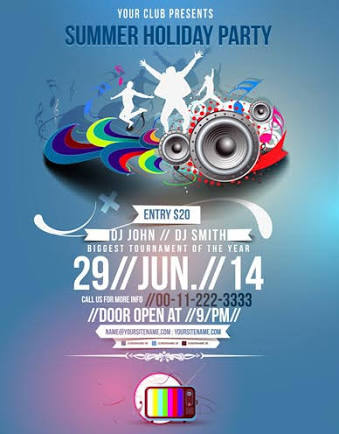 YOUR CLUB PRESENTS
SUMMER HOLIDAY PARTY
ENTRY $20
DJ JOHN // DJ SMITH
BIGGEST TOURNAMENT OF THE YEAR
29//JUN.//14
CALL US FOR MORE INFO //00-11-222-3333
//DOOR OPEN AT //9/PM//
NAME@YOURSITENAME.COM : YOURSITENAME.COM